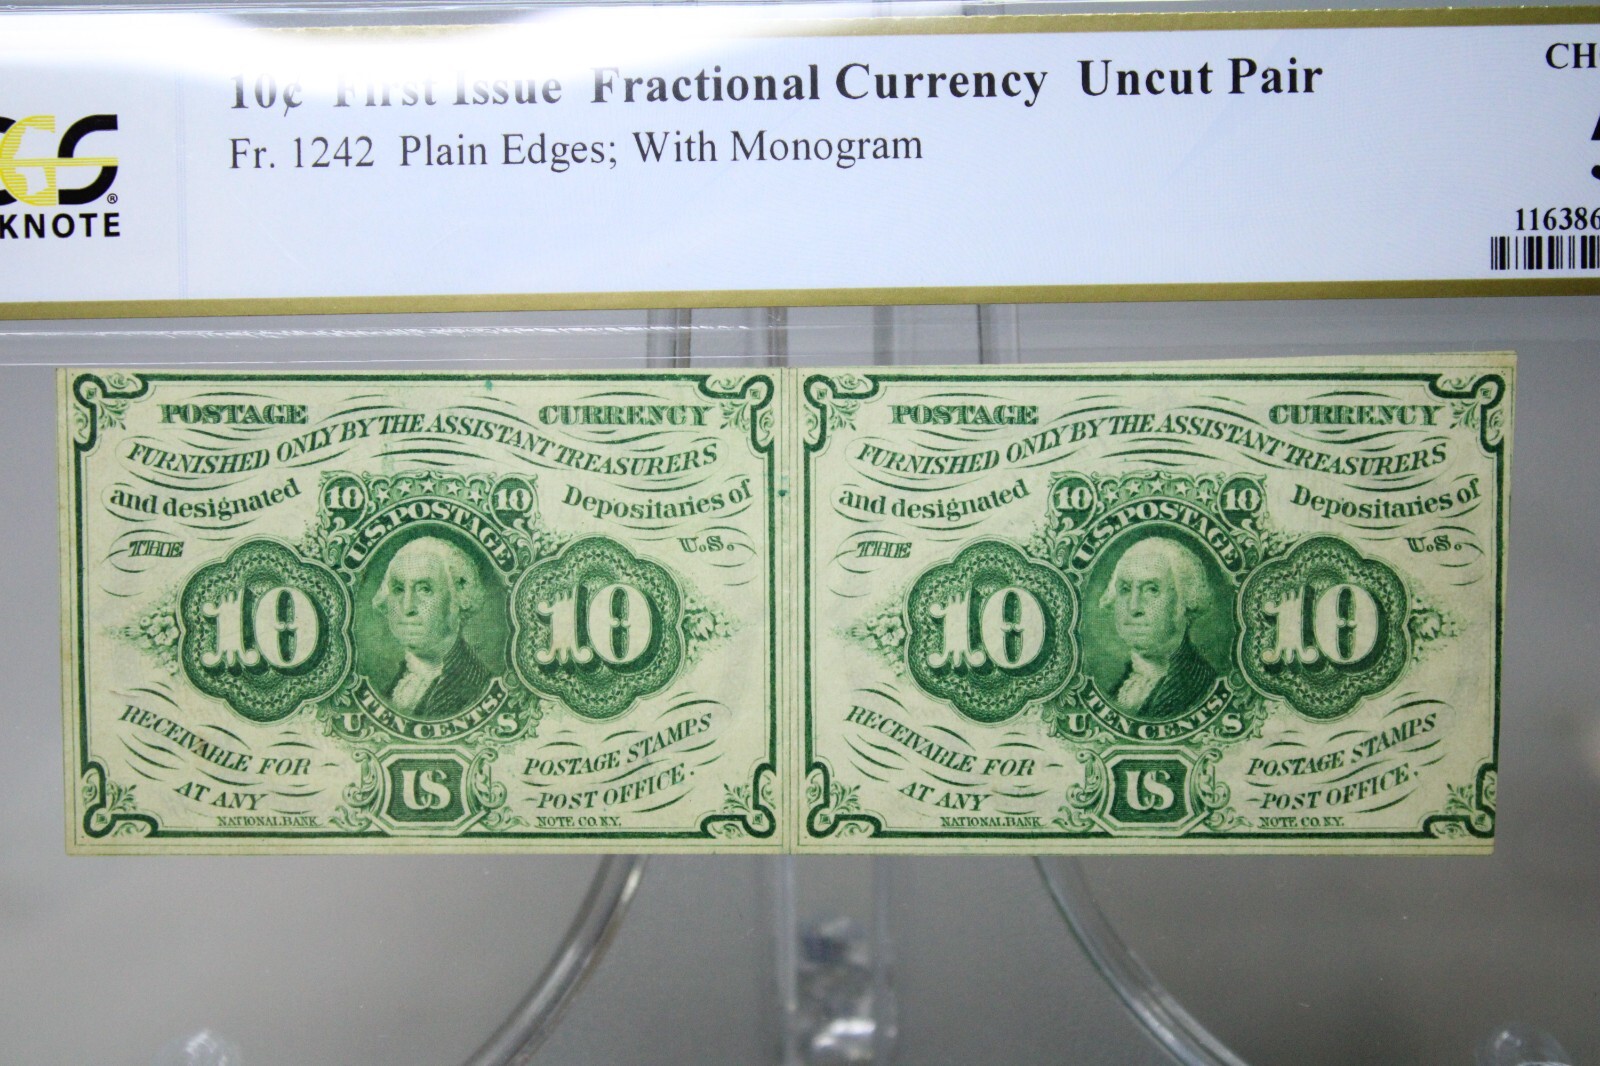 10¢ First Issue Fractional Currency Uncut Pair
Fr. 1242 Plain Edges; With Monogram
GS®
KNOTE
CH
116386
POSTAGE CURRENCY
FURNISHED ONLY BY THE ASSISTANT TREASURERS
and designated Depositaries of
THE U.S.
10 10
U.S. POSTAGE
10 10
TEN CENTS.
U S
RECEIVABLE FOR POSTAGE STAMPS
AT ANY POST OFFICE.
US
NATIONAL BANK NOTE CO. N.Y.
POSTAGE CURRENCY
FURNISHED ONLY BY THE ASSISTANT TREASURERS
and designated Depositaries of
THE U.S.
10 10
U.S. POSTAGE
10 10
TEN CENTS.
U S
RECEIVABLE FOR POSTAGE STAMPS
AT ANY POST OFFICE.
US
NATIONAL BANK NOTE CO. N.Y.